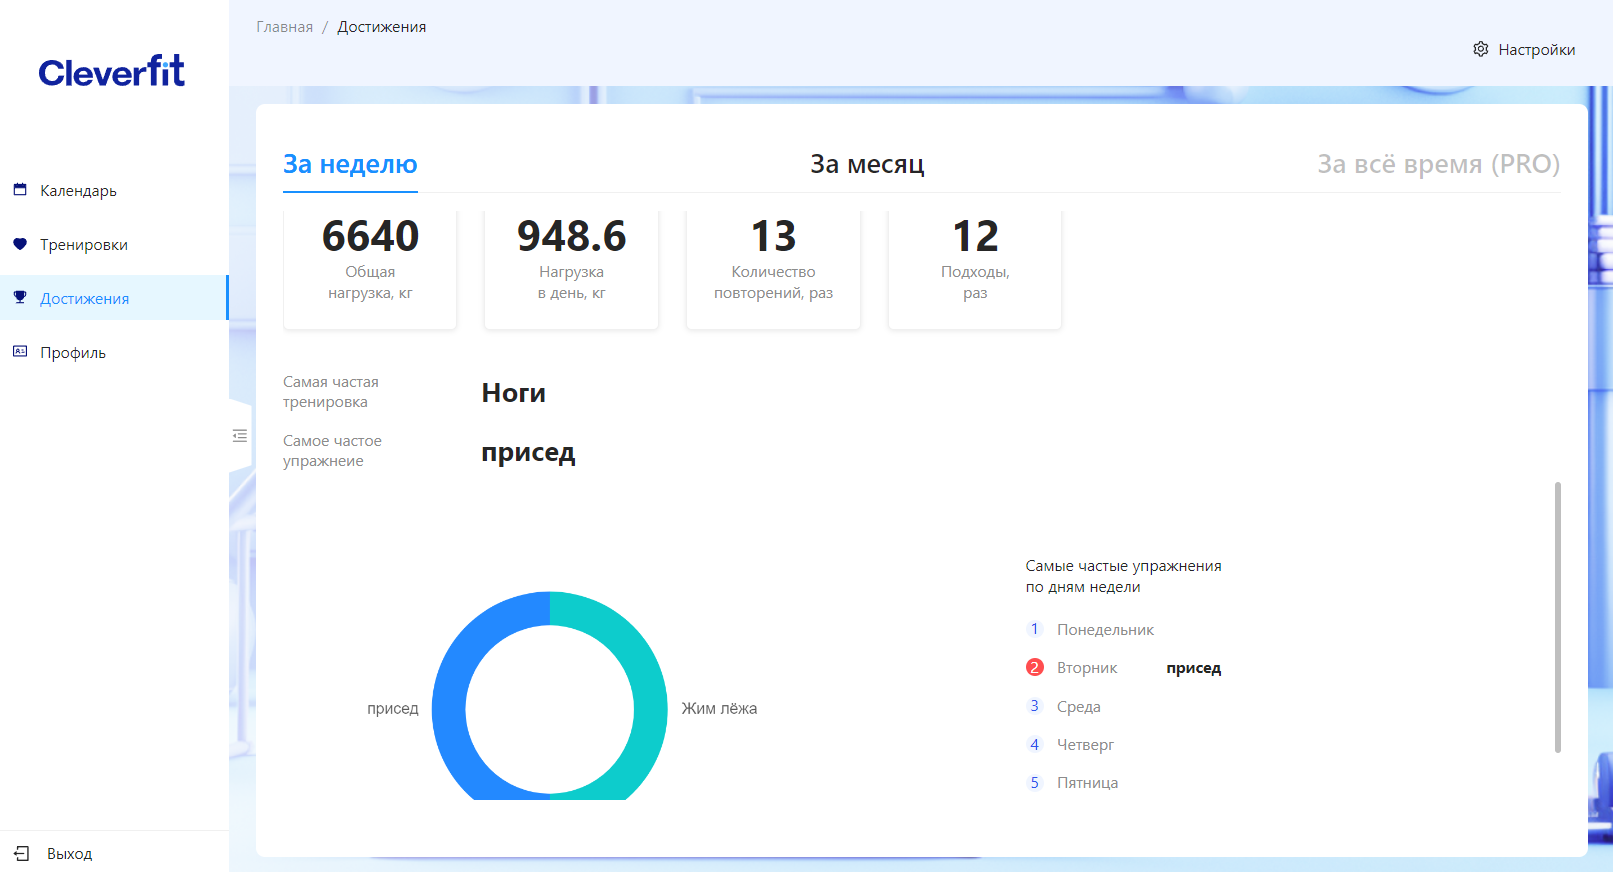 Главная / Достижения
Cleverfit
Настройки
За неделю
За месяц
За всё время (PRO)
Календарь
Тренировки
Достижения
Профиль
6640
Общая
нагрузка, кг
948.6
Нагрузка
в день, кг
13
Количество
повторений, раз
12
Подходы,
раз
Самая частая
тренировка
Ноги
Самое частое
упражнеие
присед
присед
Жим лёжа
Самые частые упражнения
по дням недели
1 Понедельник
2 Вторник присед
3 Среда
4 Четверг
5 Пятница
Выход